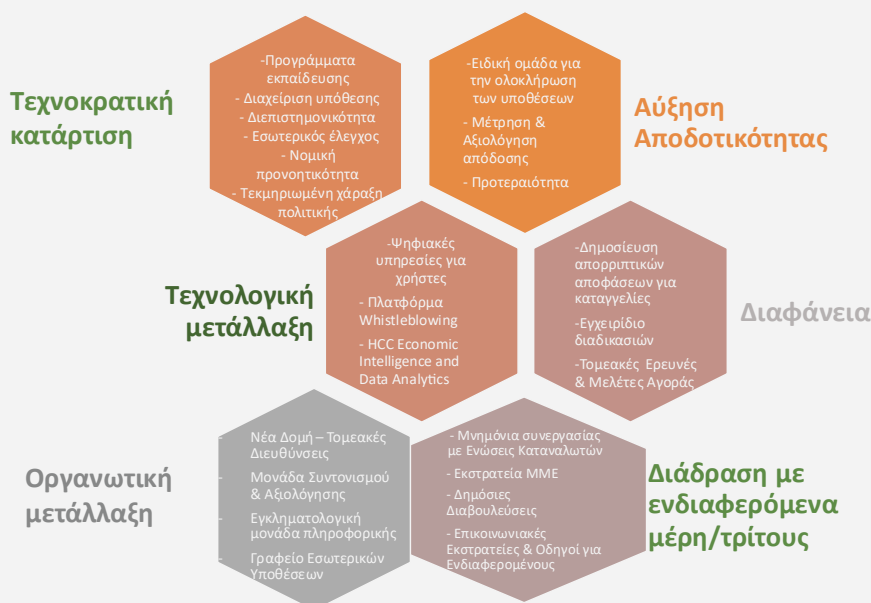 Τεχνοκρατική
κατάρτιση
-Προγράμματα
εκπαίδευσης
- Διαχείριση υπόθεσης
- Διεπιστημονικότητα
- Εσωτερικός έλεγχος
- Νομική
προνοητικότητα
- Τεκμηριωμένη χάραξη
πολιτικής
-Ειδική ομάδα για
την ολοκλήρωση
των υποθέσεων
- Μέτρηση &
Αξιολόγηση
απόδοσης
- Προτεραιότητα
Αύξηση
Αποδοτικότητας
Τεχνολογική
μετάλλαξη
-Ψηφιακές
υπηρεσίες για
χρήστες
- Πλατφόρμα
Whistleblowing
- HCC Economic
Intelligence and
Data Analytics
-Δημοσίευση
απορριπτικών
αποφάσεων για
καταγγελίες
-Εγχειρίδιο
διαδικασιών
-Τομεακές Ερευνές
& Μελέτες Αγοράς
Διαφάνεια
Οργανωτική
μετάλλαξη
- Νέα Δομή – Τομεακές
Διευθύνσεις
- Μονάδα Συντονισμού
& Αξιολόγησης
- Εγκληματολογική
μονάδα πληροφορικής
- Γραφείο Εσωτερικών
Υποθέσεων
- Μνημόνια συνεργασίας
με Ενώσεις Καταναλωτών
- Εκστρατεία ΜΜΕ
- Δημόσιες
Διαβουλεύσεις
- Επικοινωνιακές
Εκστρατείες & Οδηγοί για
Ενδιαφερομένους
Διάδραση με
ενδιαφερόμενα
μέρη/τρίτους